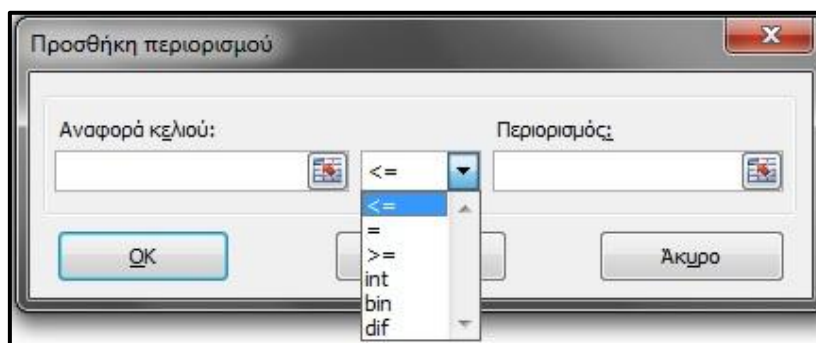 Προσθήκη περιορισμού
x
Αναφορά κελιού:
Περιορισμός:
<=
<=
=
>=
int
bin
dif
OK
Άκυρο